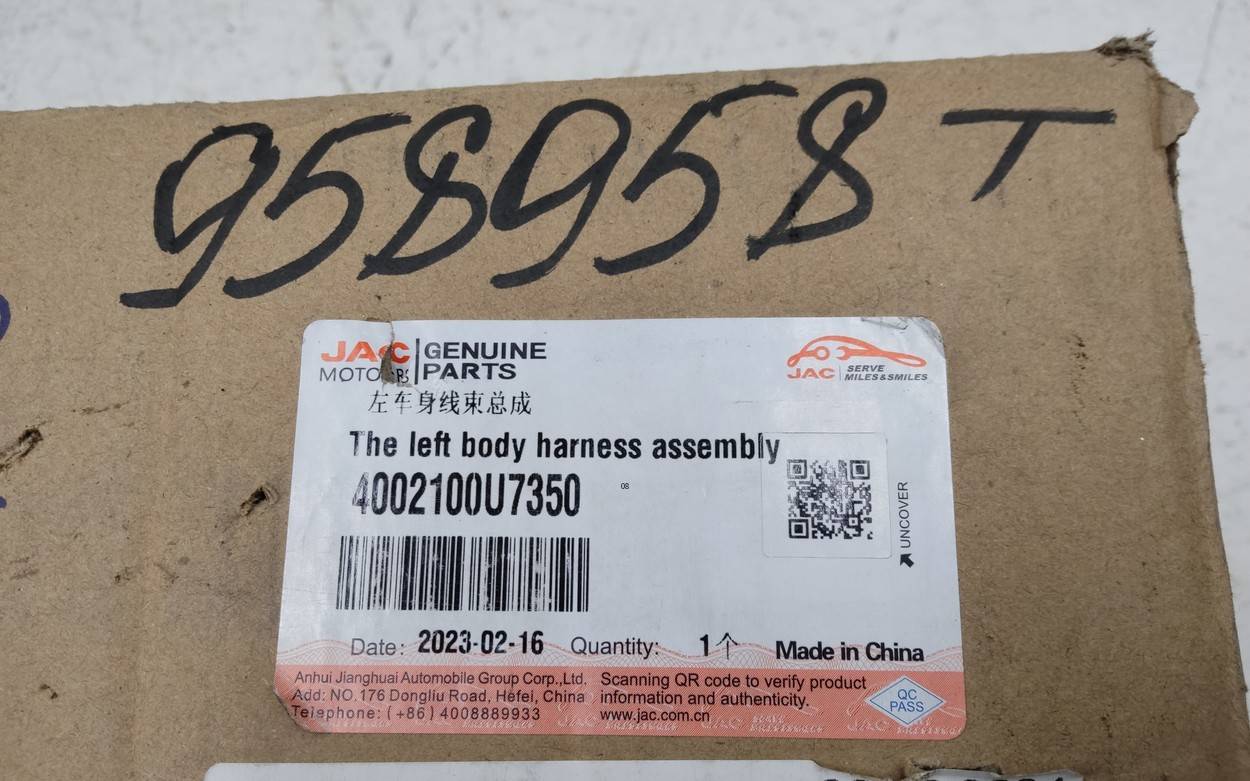 958958 T
JAC GENUINE
MOTORS PARTS
JAC SERVE
MILES&SMILES
左车身线束总成
The left body harness assembly
4002100U7350
08
UNCOVER
Date: 2023-02-16 Quantity: 1个 Made in China
Anhui Jianghuai Automobile Group Corp.,Ltd.
Add: NO.176 Dongliu Road, Hefei, China
Telephone: (+86) 4008889933
Scanning QR code to verify product
information and authenticity.
www.jac.com.cn
QC
PASS